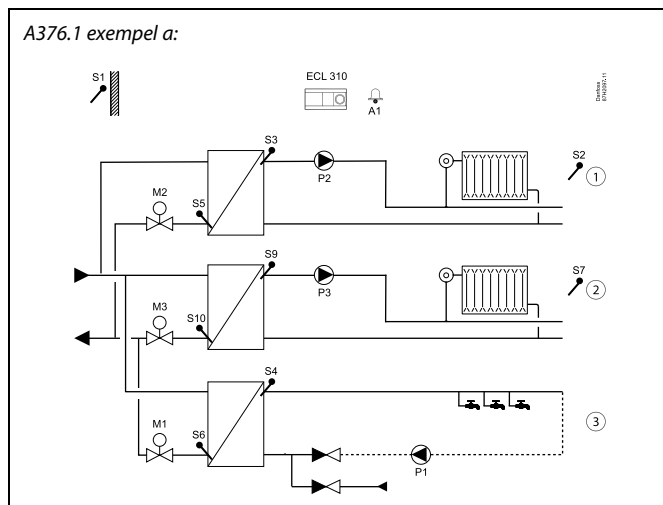 A376.1 exempel a:
S1
ECL 310
A1
Danfoss
87H2097.11
S3
P2
S2
1
M2
S5
S9
P3
S7
2
M3
S10
S4
3
M1
S6
P1